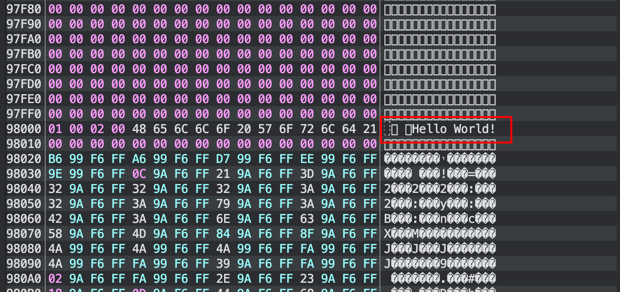 97F80 00 00 00 00 00 00 00 00 00 00 00 00 00 00 00 00 □□□□□□□□□□□□□□□□
97F90 00 00 00 00 00 00 00 00 00 00 00 00 00 00 00 00 □□□□□□□□□□□□□□□□
97FA0 00 00 00 00 00 00 00 00 00 00 00 00 00 00 00 00 □□□□□□□□□□□□□□□□
97FB0 00 00 00 00 00 00 00 00 00 00 00 00 00 00 00 00 □□□□□□□□□□□□□□□□
97FC0 00 00 00 00 00 00 00 00 00 00 00 00 00 00 00 00 □□□□□□□□□□□□□□□□
97FD0 00 00 00 00 00 00 00 00 00 00 00 00 00 00 00 00 □□□□□□□□□□□□□□□□
97FE0 00 00 00 00 00 00 00 00 00 00 00 00 00 00 00 00 □□□□□□□□□□□□□□□□
97FF0 00 00 00 00 00 00 00 00 00 00 00 00 00 00 00 00 □□□□□□□□□□□□□□□□
98000 01 00 02 00 48 65 6C 6C 6F 20 57 6F 72 6C 64 21 □ □Hello World!
98010 00 00 00 00 00 00 00 00 00 00 00 00 00 00 00 00 □□□□□□□□□□□□□□□□
98020 B6 99 F6 FF A6 99 F6 FF D7 99 F6 FF EE 99 F6 FF
98030 9E 99 F6 FF 0C 9A F6 FF 21 9A F6 FF 3D 9A F6 FF ���� ���!���=���
98040 32 9A F6 FF 32 9A F6 FF 32 9A F6 FF 3A 9A F6 FF 2���2���2���:���
98050 32 9A F6 FF 3A 9A F6 FF 79 9A F6 FF 3A 9A F6 FF 2���:���y���:���
98060 42 9A F6 FF 3A 9A F6 FF 6E 9A F6 FF 63 9A F6 FF B���:���n���c���
98070 58 9A F6 FF 4D 9A F6 FF 84 9A F6 FF 8F 9A F6 FF X���M�����������
98080 4A 99 F6 FF 4A 99 F6 FF 4A 99 F6 FF FA 99 F6 FF J���J���J�������
98090 4A 99 F6 FF FA 99 F6 FF 39 9A F6 FF FA 99 F6 FF J�������9�������
980A0 02 9A F6 FF FA 99 F6 FF 2E 9A F6 FF 23 9A F6 FF �������.���#���